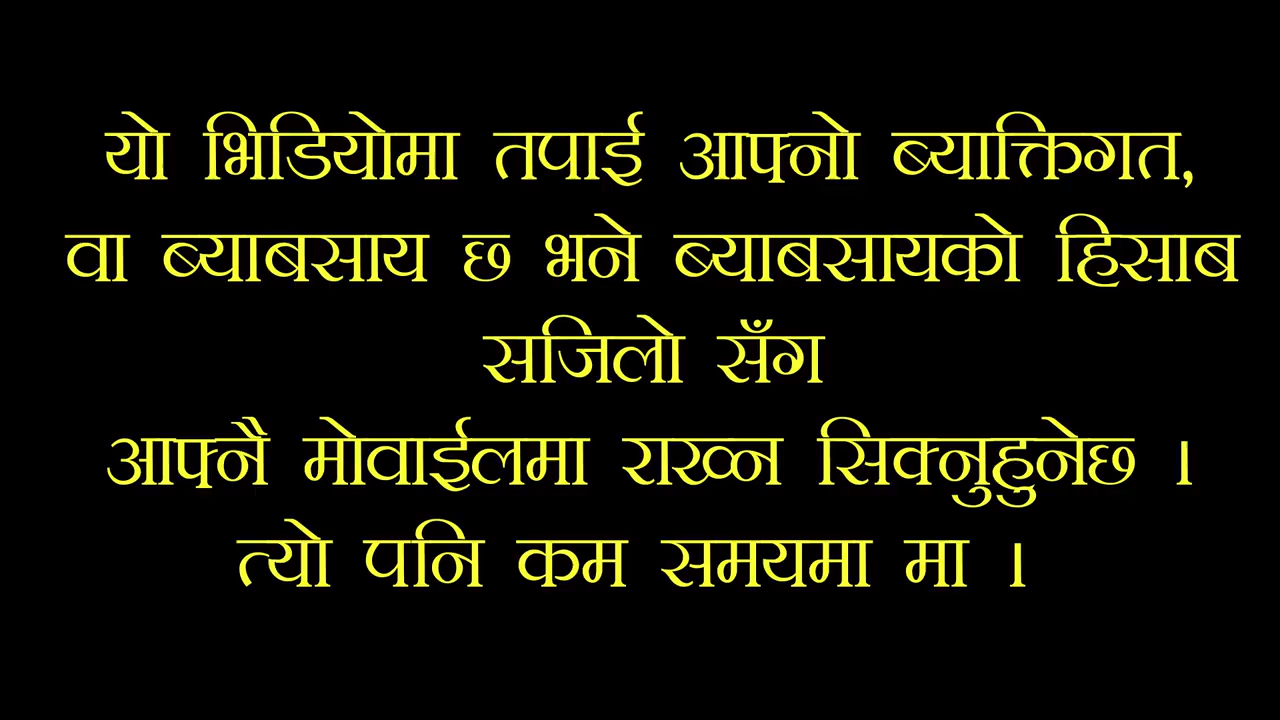 यो भिडियोमा तपाई आफ्नो ब्याक्तिगत,
वा ब्याबसाय छ भने ब्याबसायको हिसाब
सजिलो सँग
आफ्नै मोवाईलमा राख्न सिक्नुहुनेछ ।
त्यो पनि कम समयमा मा ।